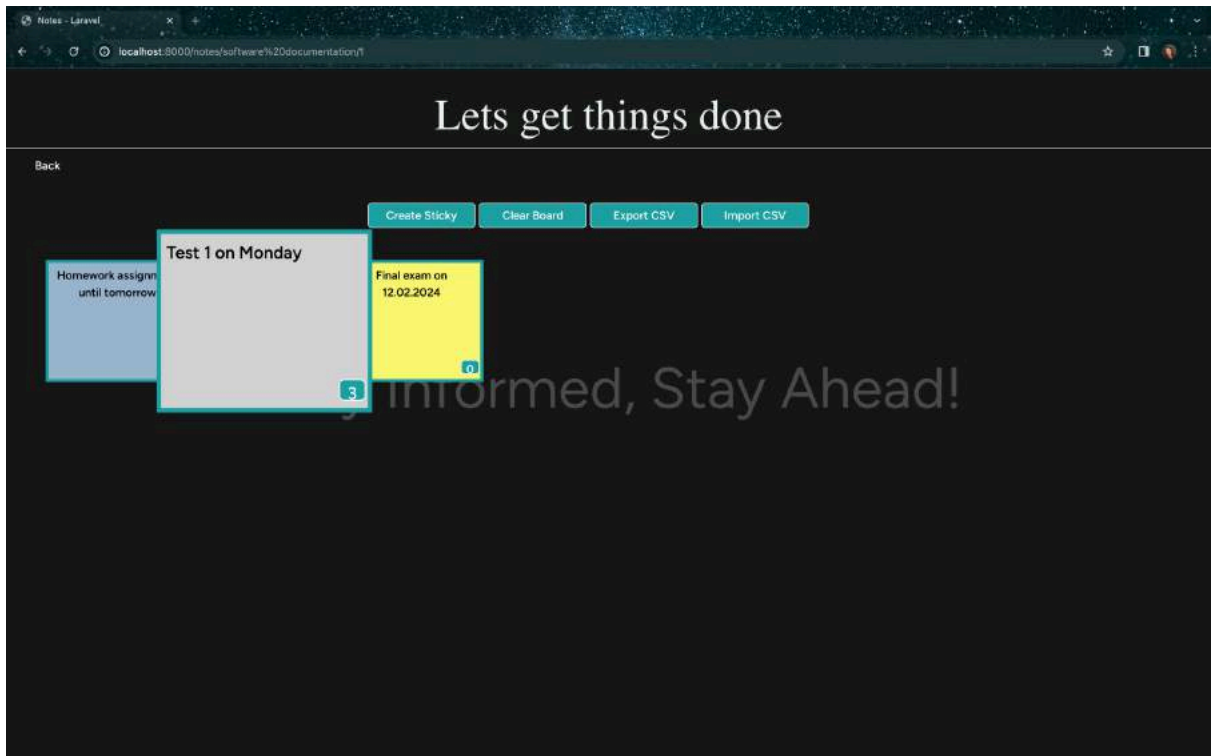 Notes - Laravel
localhost:8000/notes/software%20documentation/1
Lets get things done
Back
Create Sticky
Clear Board
Export CSV
Import CSV
Homework assignm
until tomorrow
Test 1 on Monday
3
Final exam on
12.02.2024
0
Informed, Stay Ahead!